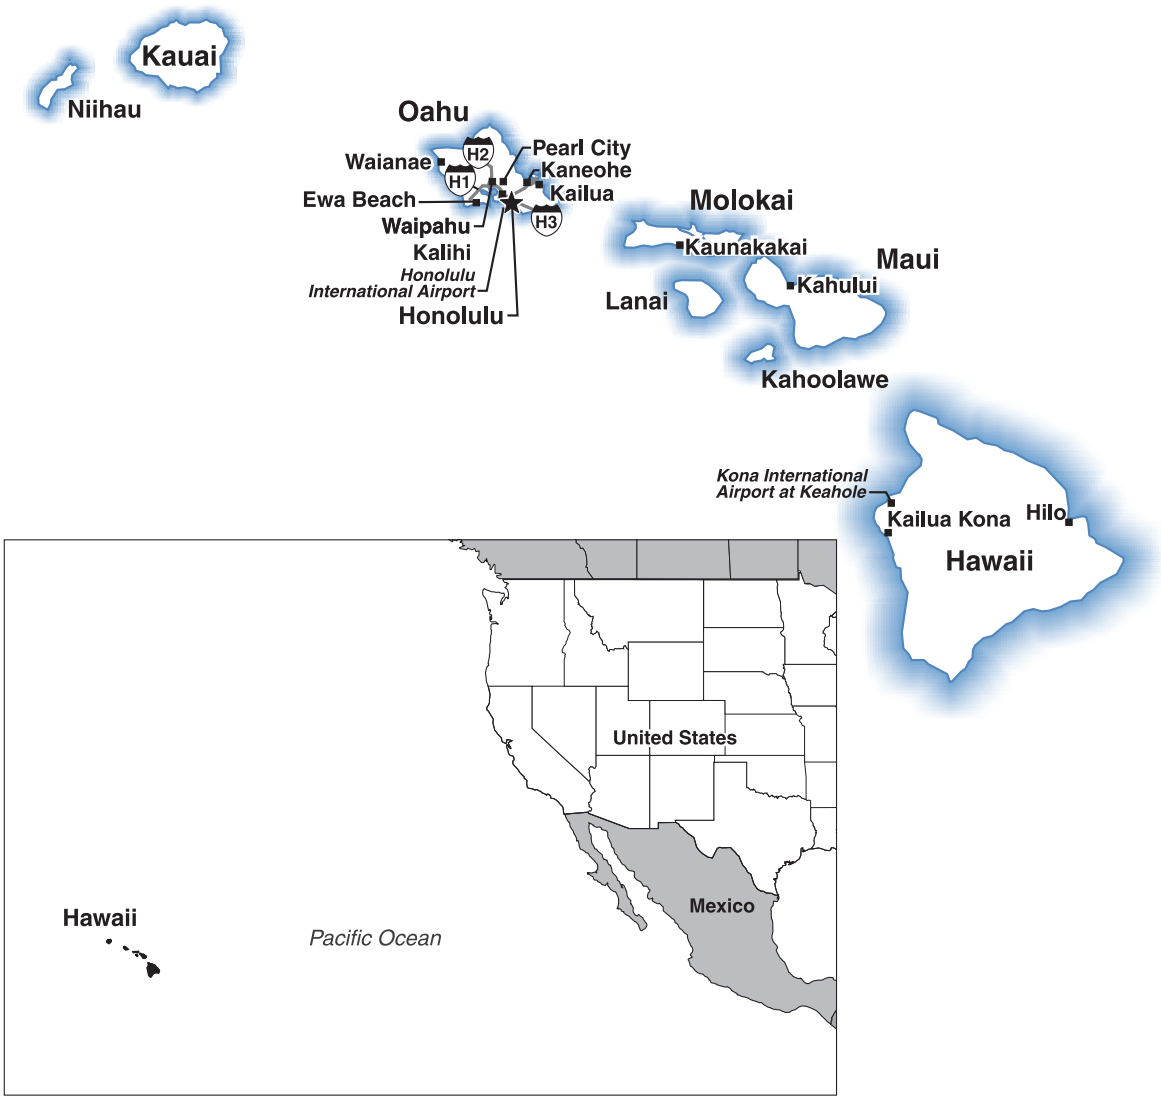 Kauai
Niihau
Oahu
H2
Pearl City
Waianae
Kaneohe
H1
Kailua
Ewa Beach
Waipahu
H3
Kalihi
Honolulu
International Airport
Honolulu
Molokai
Kaunakakai
Maui
Kahului
Lanai
Kahoolawe
Kona International
Airport at Keahole
Kailua Kona
Hilo
Hawaii
United States
Mexico
Hawaii
Pacific Ocean